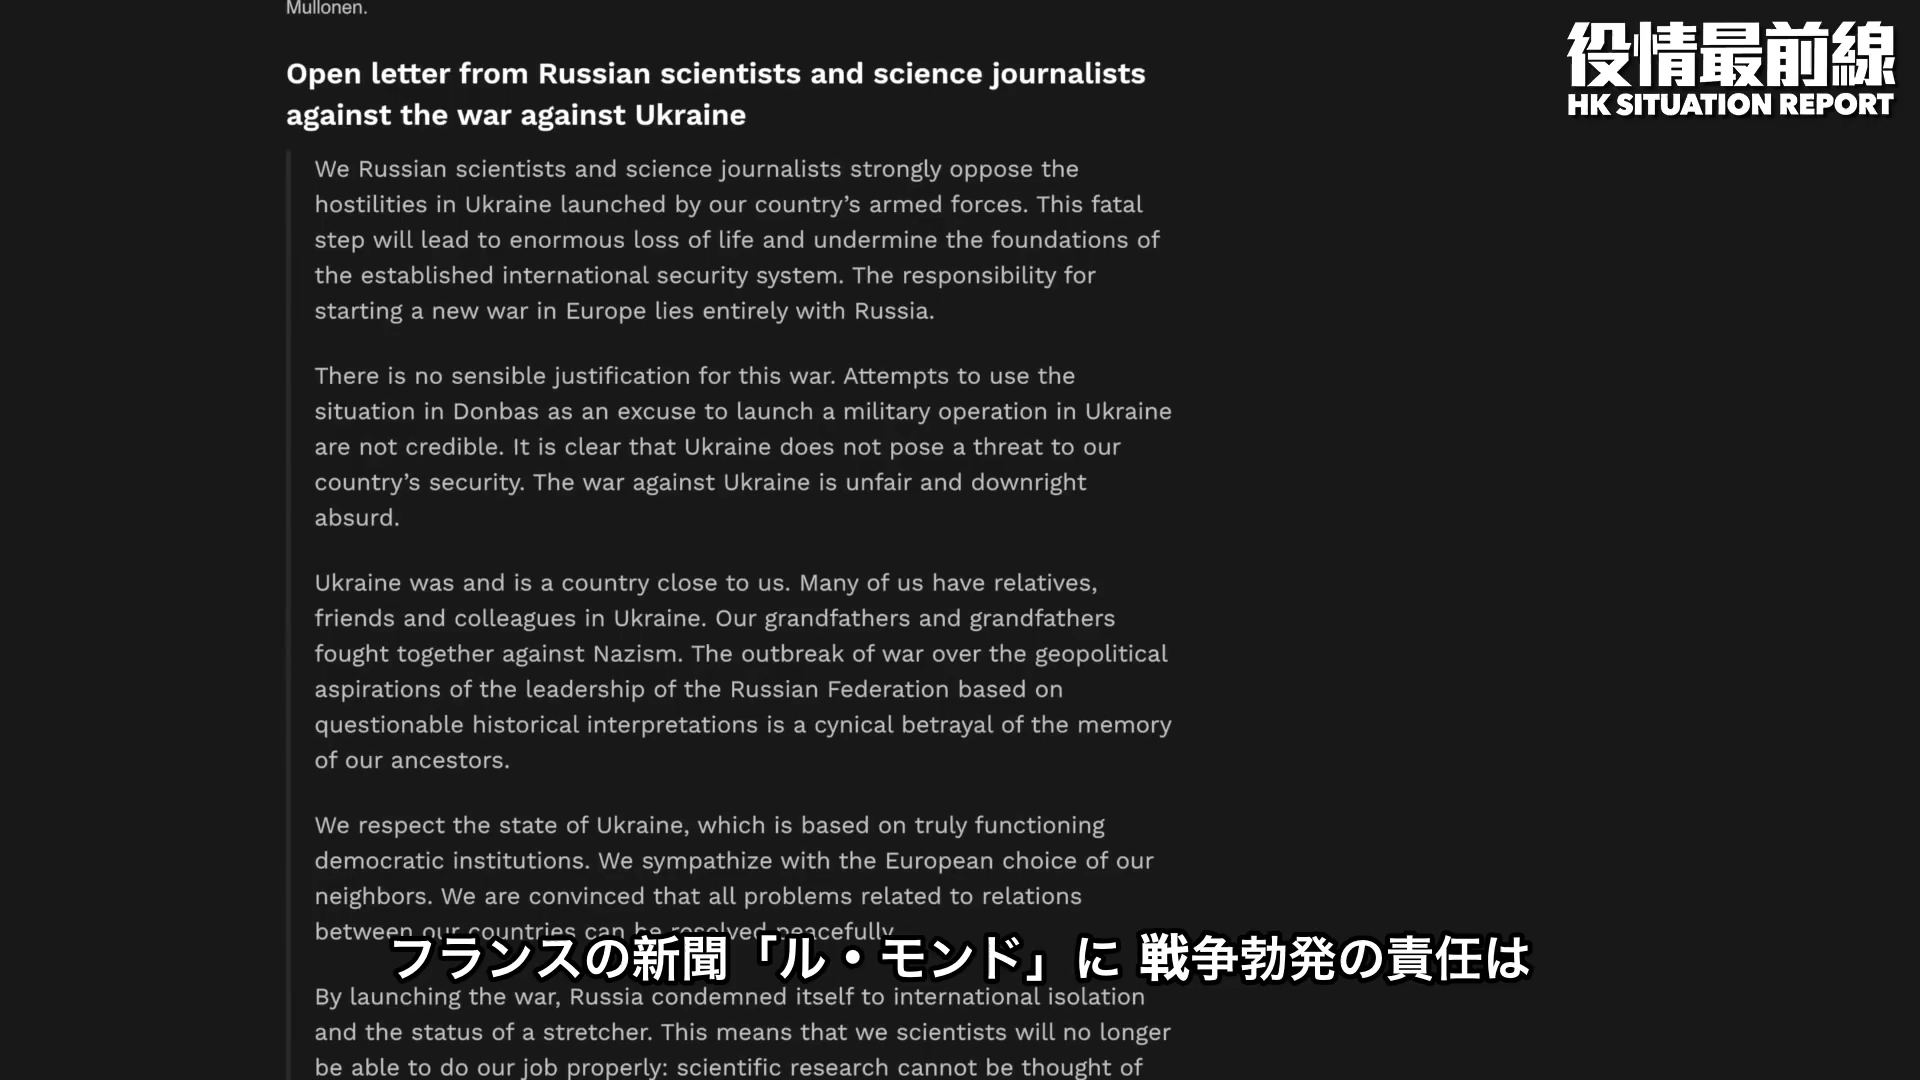 Mullonen.
役情最前線
HK SITUATION REPORT
Open letter from Russian scientists and science journalists
against the war against Ukraine
We Russian scientists and science journalists strongly oppose the
hostilities in Ukraine launched by our country’s armed forces. This fatal
step will lead to enormous loss of life and undermine the foundations of
the established international security system. The responsibility for
starting a new war in Europe lies entirely with Russia.
There is no sensible justification for this war. Attempts to use the
situation in Donbas as an excuse to launch a military operation in Ukraine
are not credible. It is clear that Ukraine does not pose a threat to our
country’s security. The war against Ukraine is unfair and downright
absurd.
Ukraine was and is a country close to us. Many of us have relatives,
friends and colleagues in Ukraine. Our grandfathers and grandfathers
fought together against Nazism. The outbreak of war over the geopolitical
aspirations of the leadership of the Russian Federation based on
questionable historical interpretations is a cynical betrayal of the memory
of our ancestors.
We respect the state of Ukraine, which is based on truly functioning
democratic institutions. We sympathize with the European choice of our
neighbors. We are convinced that all problems related to relations
between our countries can be resolved peacefully.
フランスの新聞「ル・モンド」に 戦争勃発の責任は
By launching the war, Russia condemned itself to international isolation
and the status of a stretcher. This means that we scientists will no longer
be able to do our job properly: scientific research cannot be thought of